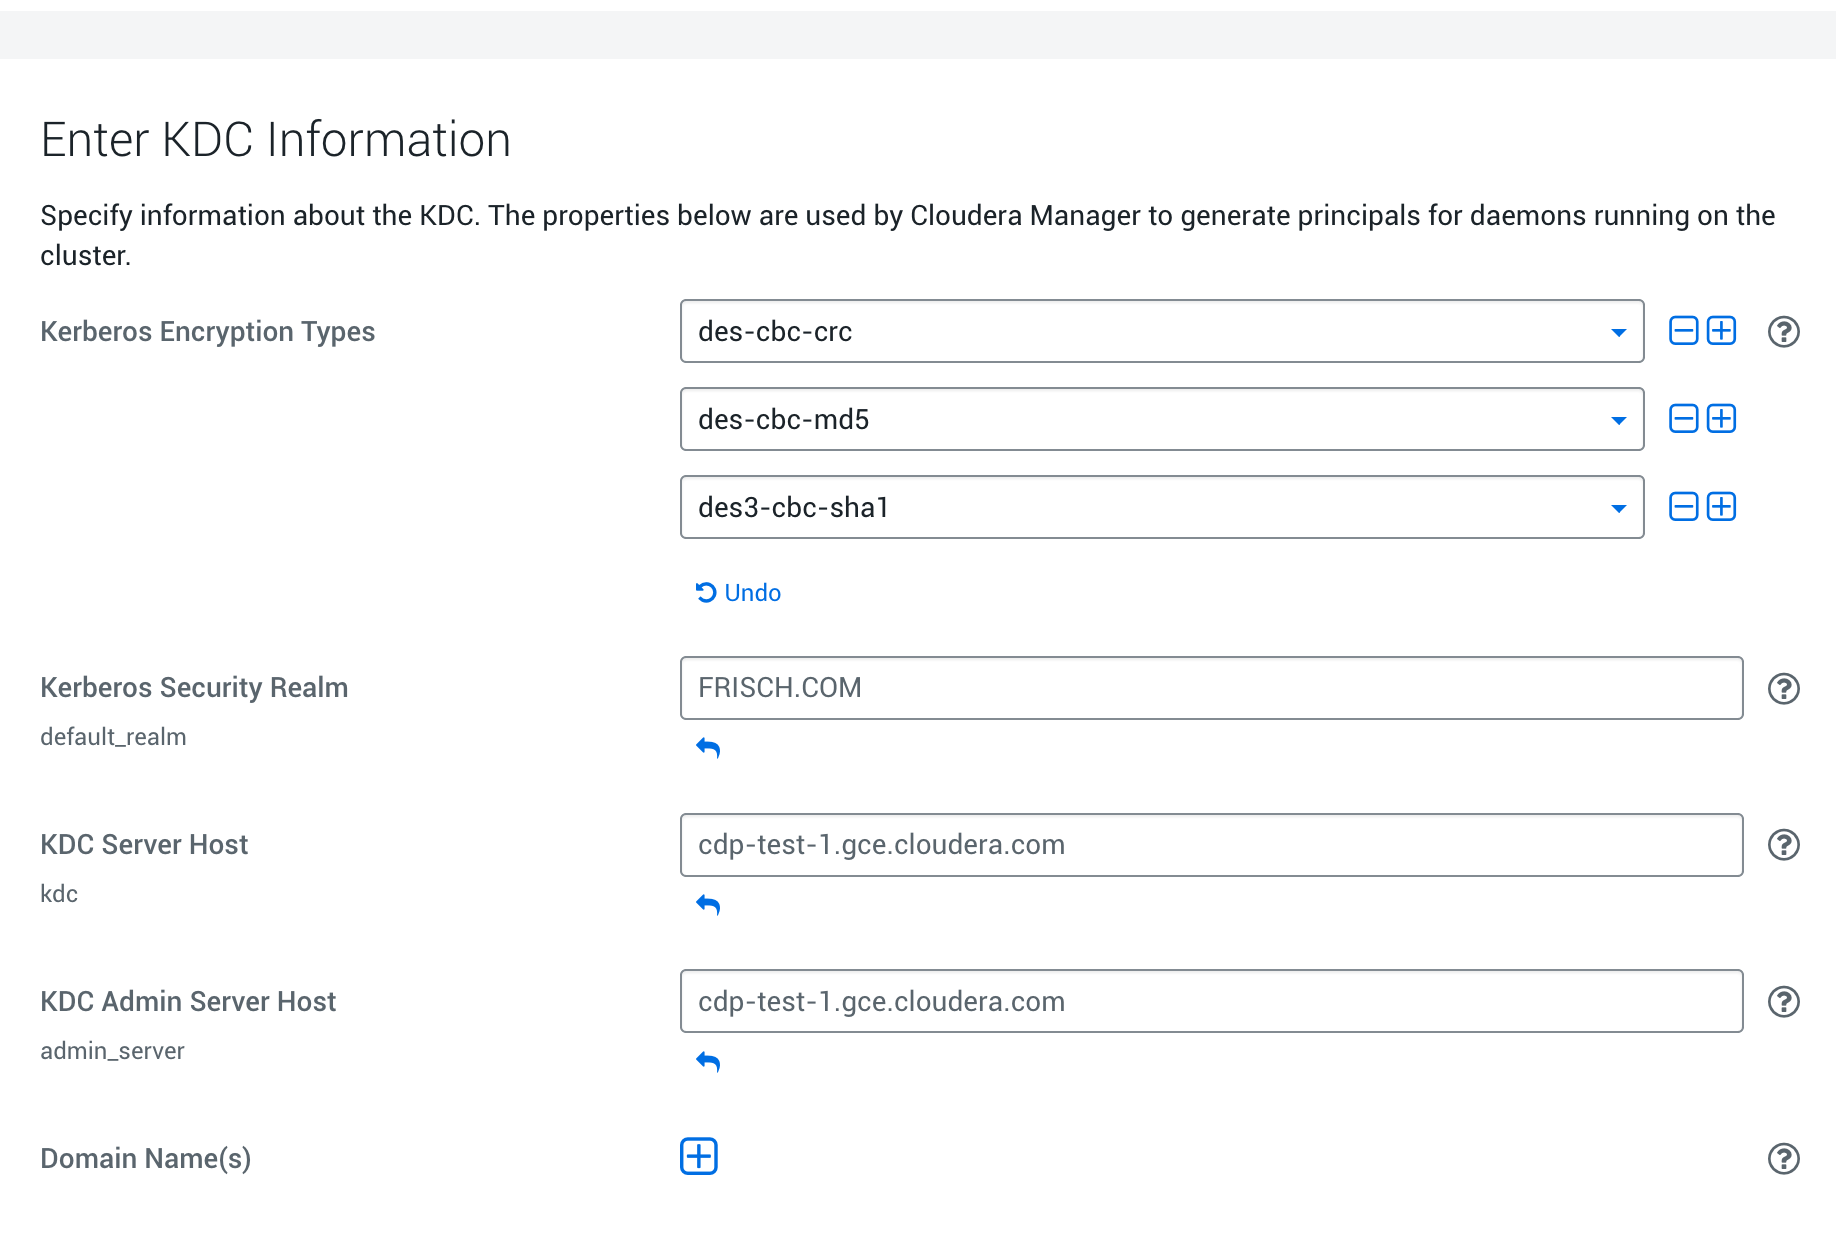 Enter KDC Information
Specify information about the KDC. The properties below are used by Cloudera Manager to generate principals for daemons running on the
cluster.
Kerberos Encryption Types
des-cbc-crc
des-cbc-md5
des3-cbc-sha1
Undo
Kerberos Security Realm
FRISCH.COM
default_realm
KDC Server Host
cdp-test-1.gce.cloudera.com
kdc
KDC Admin Server Host
cdp-test-1.gce.cloudera.com
admin_server
Domain Name(s)